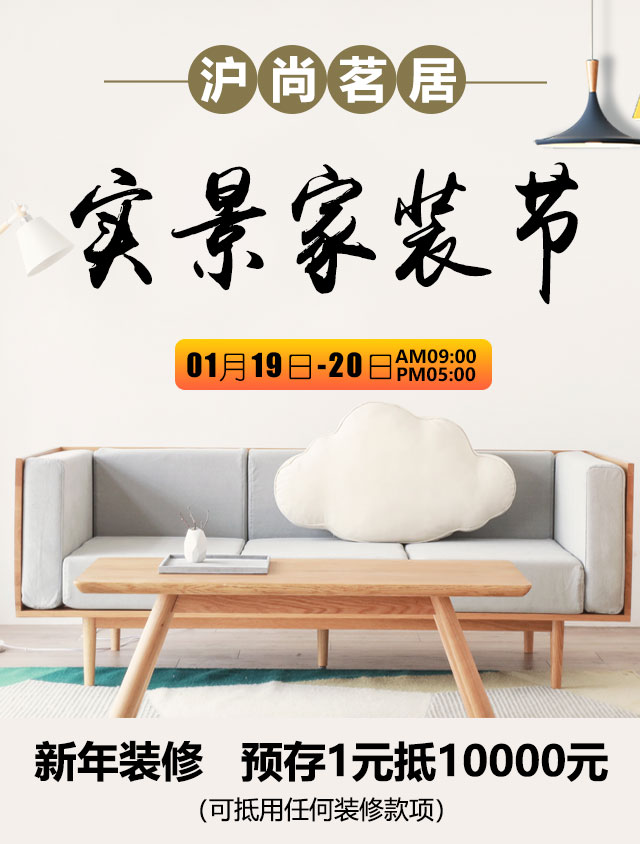 沪尚茗居
实景家装节
01月19日-20日 AM09:00
PM05:00
新年装修 预存1元抵10000元
(可抵用任何装修款项)